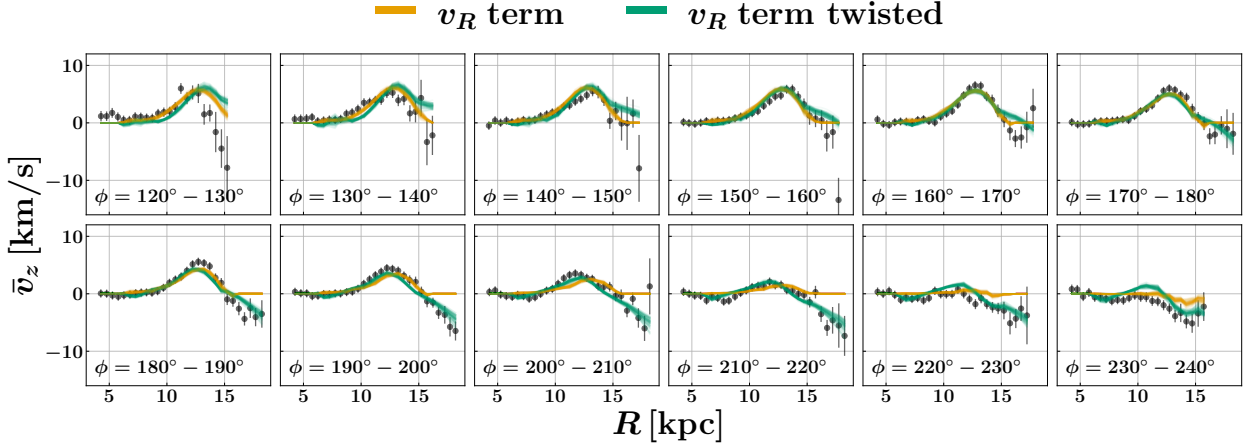 v_R term v_R term twisted
10
0
−10
ϕ = 120° − 130°
ϕ = 130° − 140°
ϕ = 140° − 150°
ϕ = 150° − 160°
ϕ = 160° − 170°
ϕ = 170° − 180°
v̄_z [km/s]
10
0
−10
ϕ = 180° − 190°
ϕ = 190° − 200°
ϕ = 200° − 210°
ϕ = 210° − 220°
ϕ = 220° − 230°
ϕ = 230° − 240°
5 10 15 5 10 15 5 10 15 5 10 15 5 10 15 5 10 15
R [kpc]